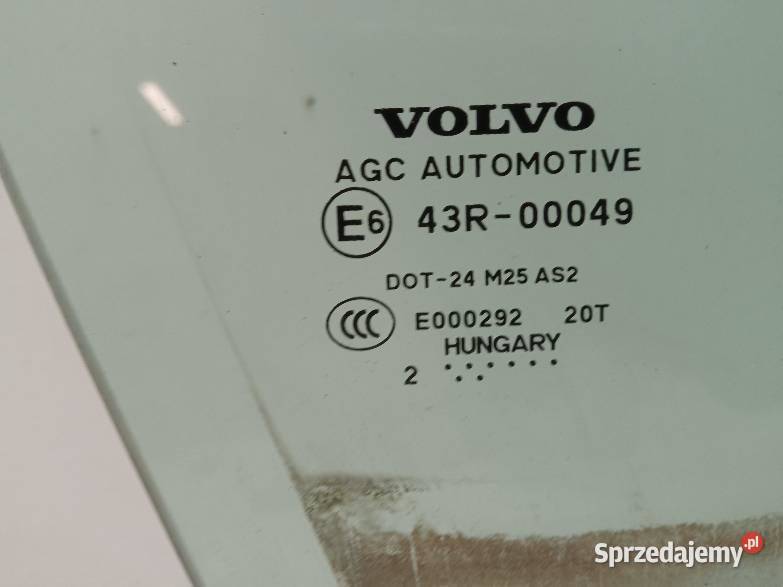 VOLVO
AGC AUTOMOTIVE
E6 43R-00049
DOT-24 M25 AS2
CCC E000292 20T
HUNGARY
2
Sprzedajemy.pl